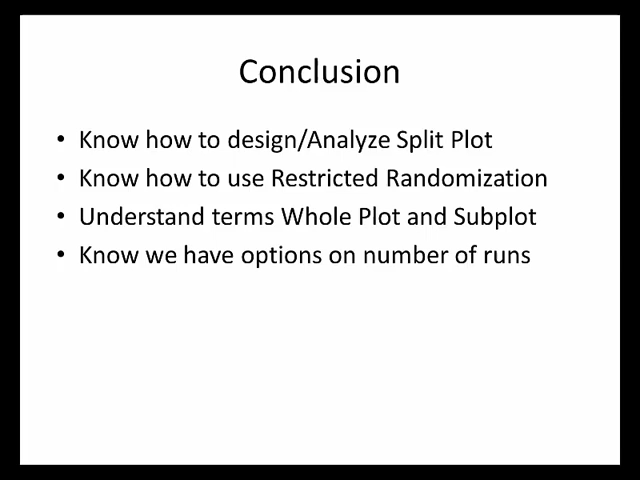 Conclusion
• Know how to design/Analyze Split Plot
• Know how to use Restricted Randomization
• Understand terms Whole Plot and Subplot
• Know we have options on number of runs